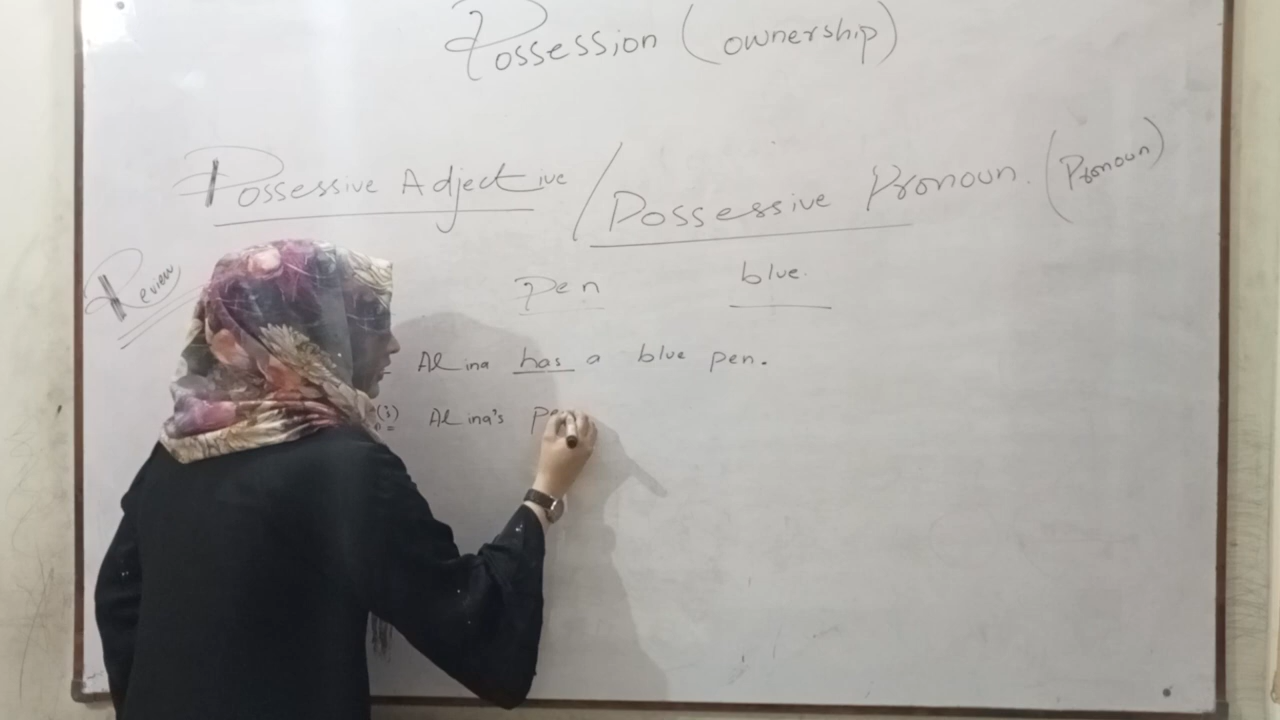 Possession (ownership)
Possessive Adjective / Possessive Pronoun. (Pronoun)
Review
pen blue.
Alina has a blue pen.
Alina's